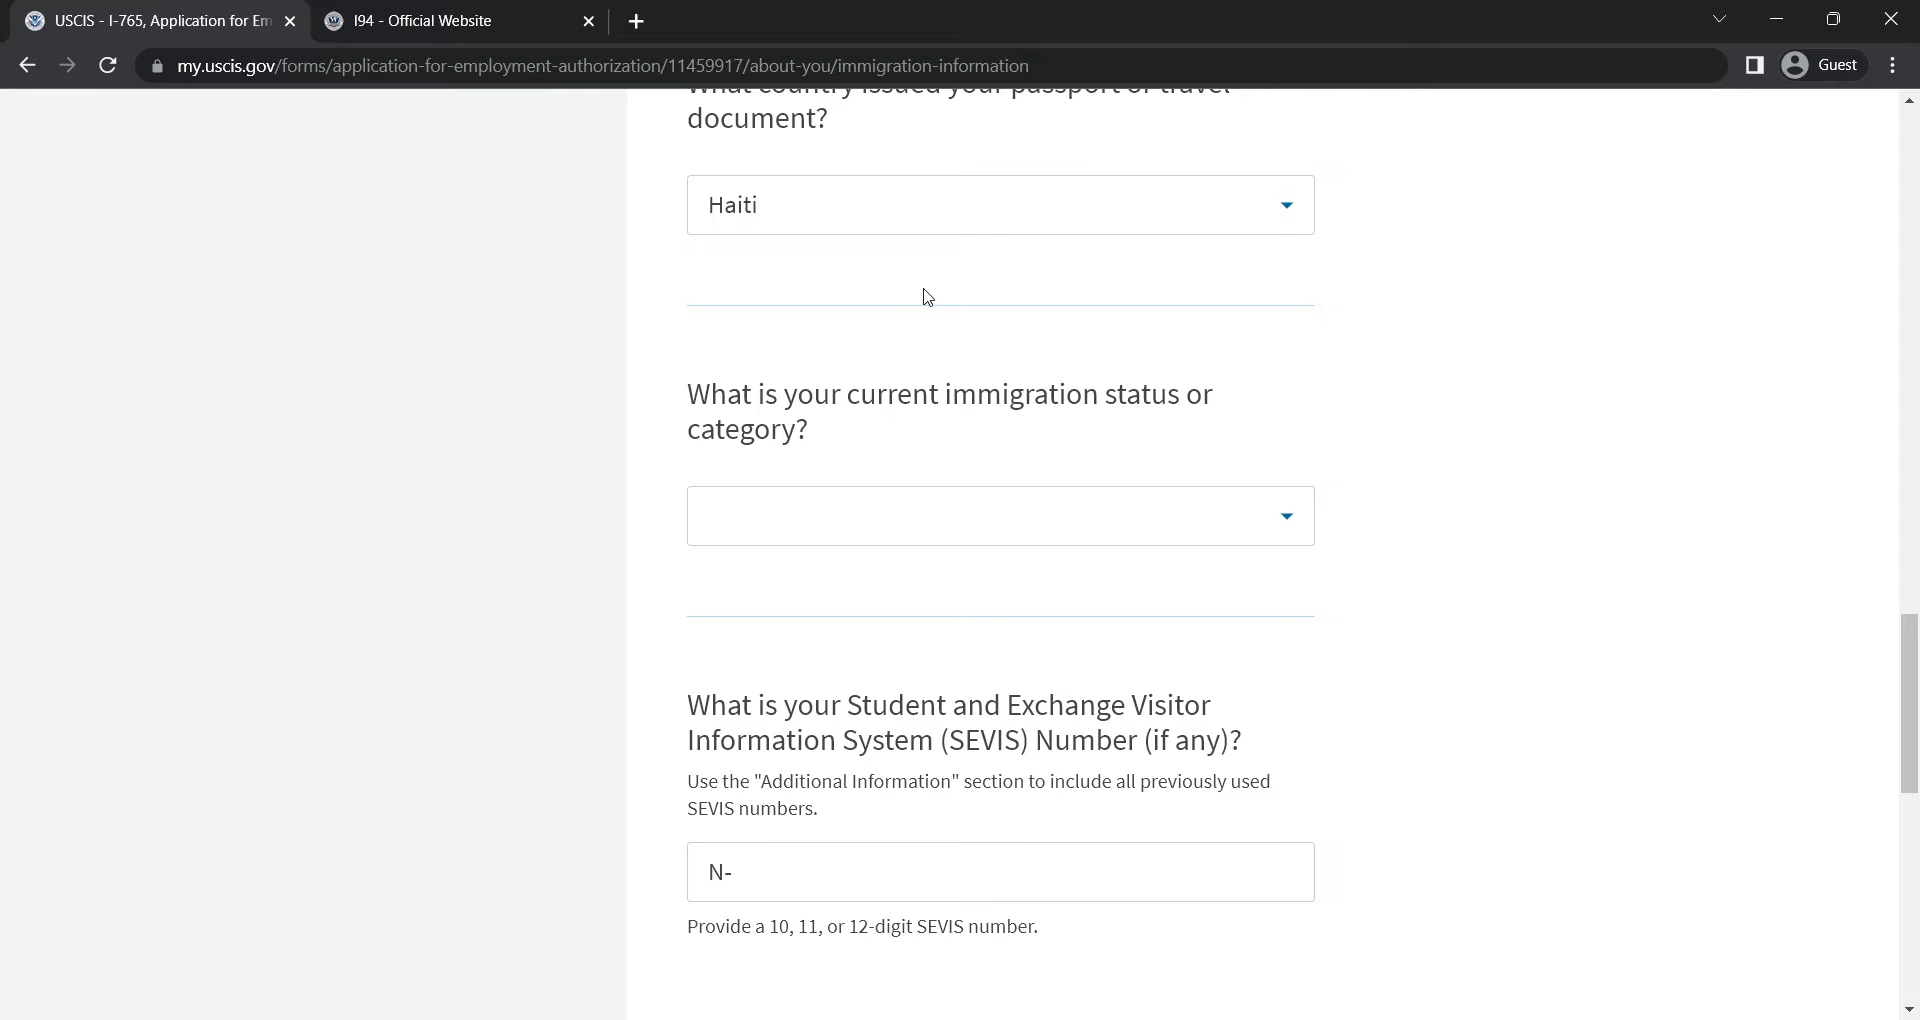 USCIS - I-765, Application for Em
I94 - Official Website
my.uscis.gov/forms/application-for-employment-authorization/11459917/about-you/immigration-information
Guest
What country issued your passport or travel
document?
Haiti
What is your current immigration status or
category?
What is your Student and Exchange Visitor
Information System (SEVIS) Number (if any)?
Use the "Additional Information" section to include all previously used
SEVIS numbers.
N-
Provide a 10, 11, or 12-digit SEVIS number.